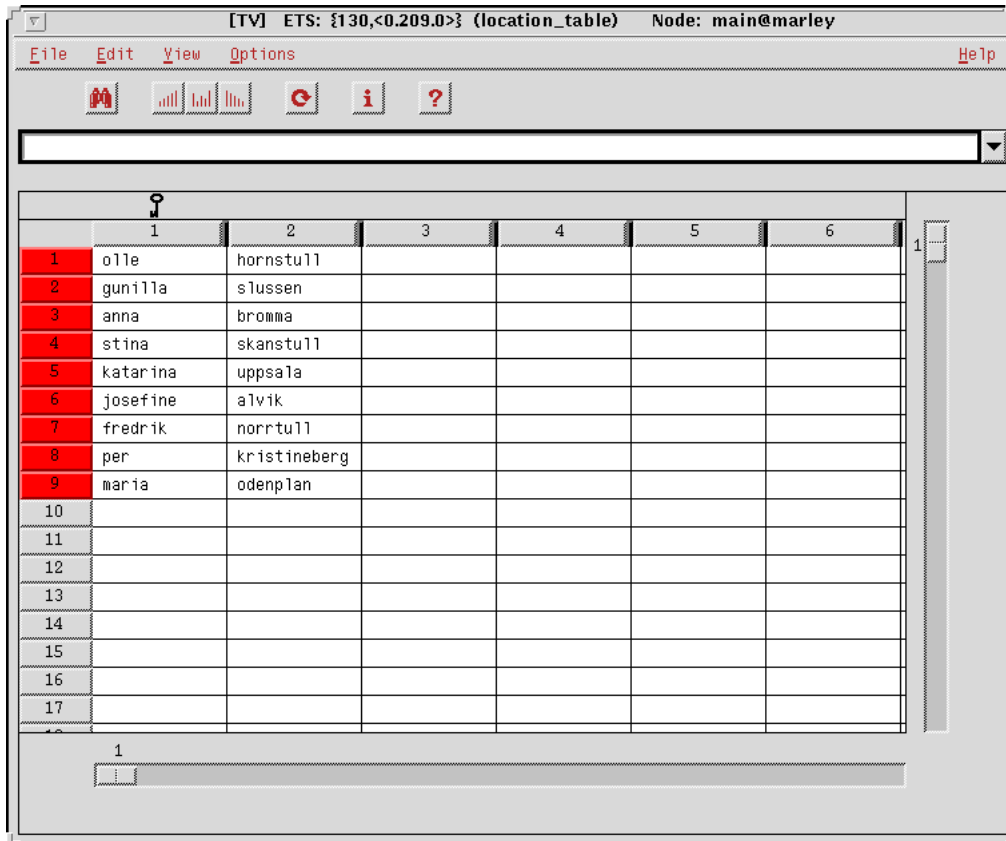 [TV] ETS: {130,<0.209.0>} (location_table) Node: main@marley
File Edit View Options Help
i ?
1 2 3 4 5 6
1
1 olle hornstull
2 gunilla slussen
3 anna bromma
4 stina skanstull
5 katarina uppsala
6 josefine alvik
7 fredrik norrtull
8 per kristineberg
9 maria odenplan
10
11
12
13
14
15
16
17
1